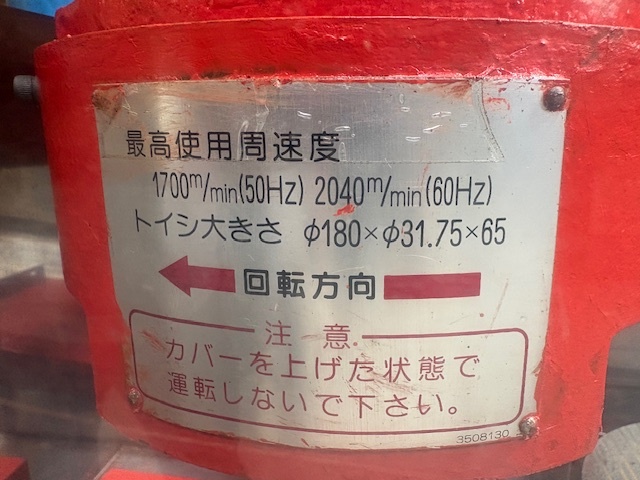 最高使用周速度
1700m/min(50Hz) 2040m/min(60Hz)
トイシ大きさ φ180×φ31.75×65
回転方向
注 意
カバーを上げた状態で
運転しないで下さい。
3508130